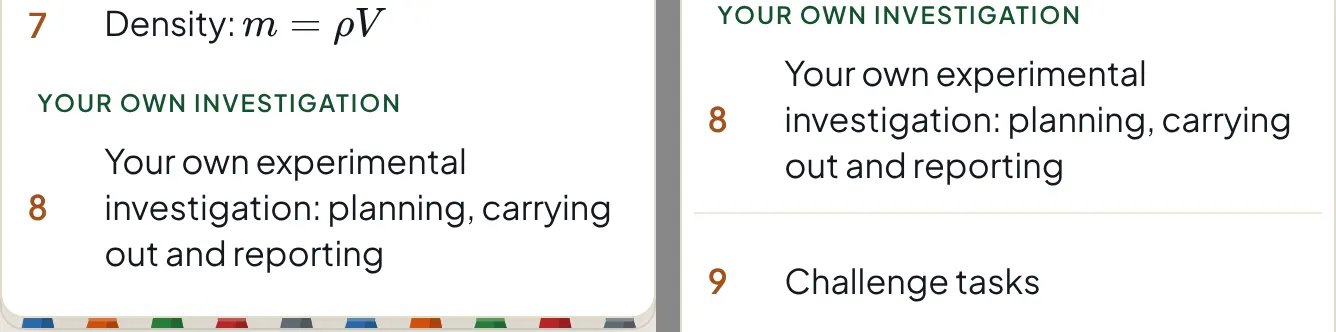 7 Density: m = ρV
YOUR OWN INVESTIGATION
Your own experimental
8 investigation: planning, carrying
out and reporting
YOUR OWN INVESTIGATION
Your own experimental
8 investigation: planning, carrying
out and reporting
9 Challenge tasks